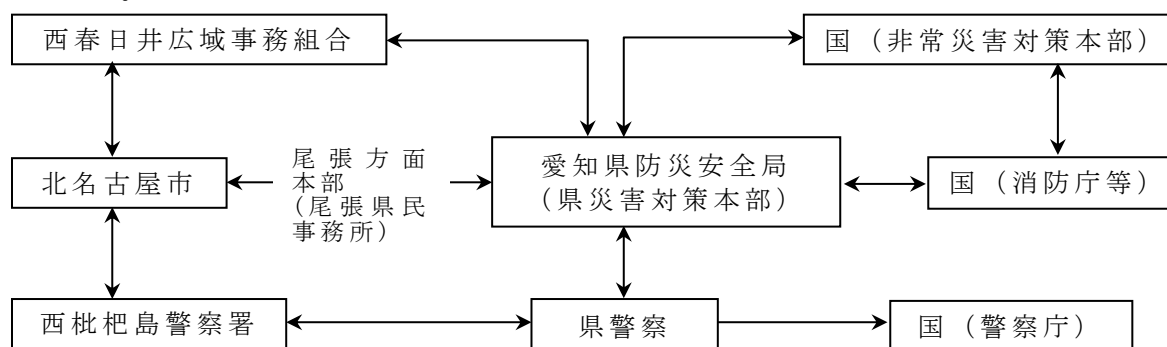 西春日井広域事務組合
国（非常災害対策本部）
尾張方面
本部
（尾張県民
事務所）
北名古屋市
愛知県防災安全局
（県災害対策本部）
国（消防庁等）
西枇杷島警察署
県警察
国（警察庁）